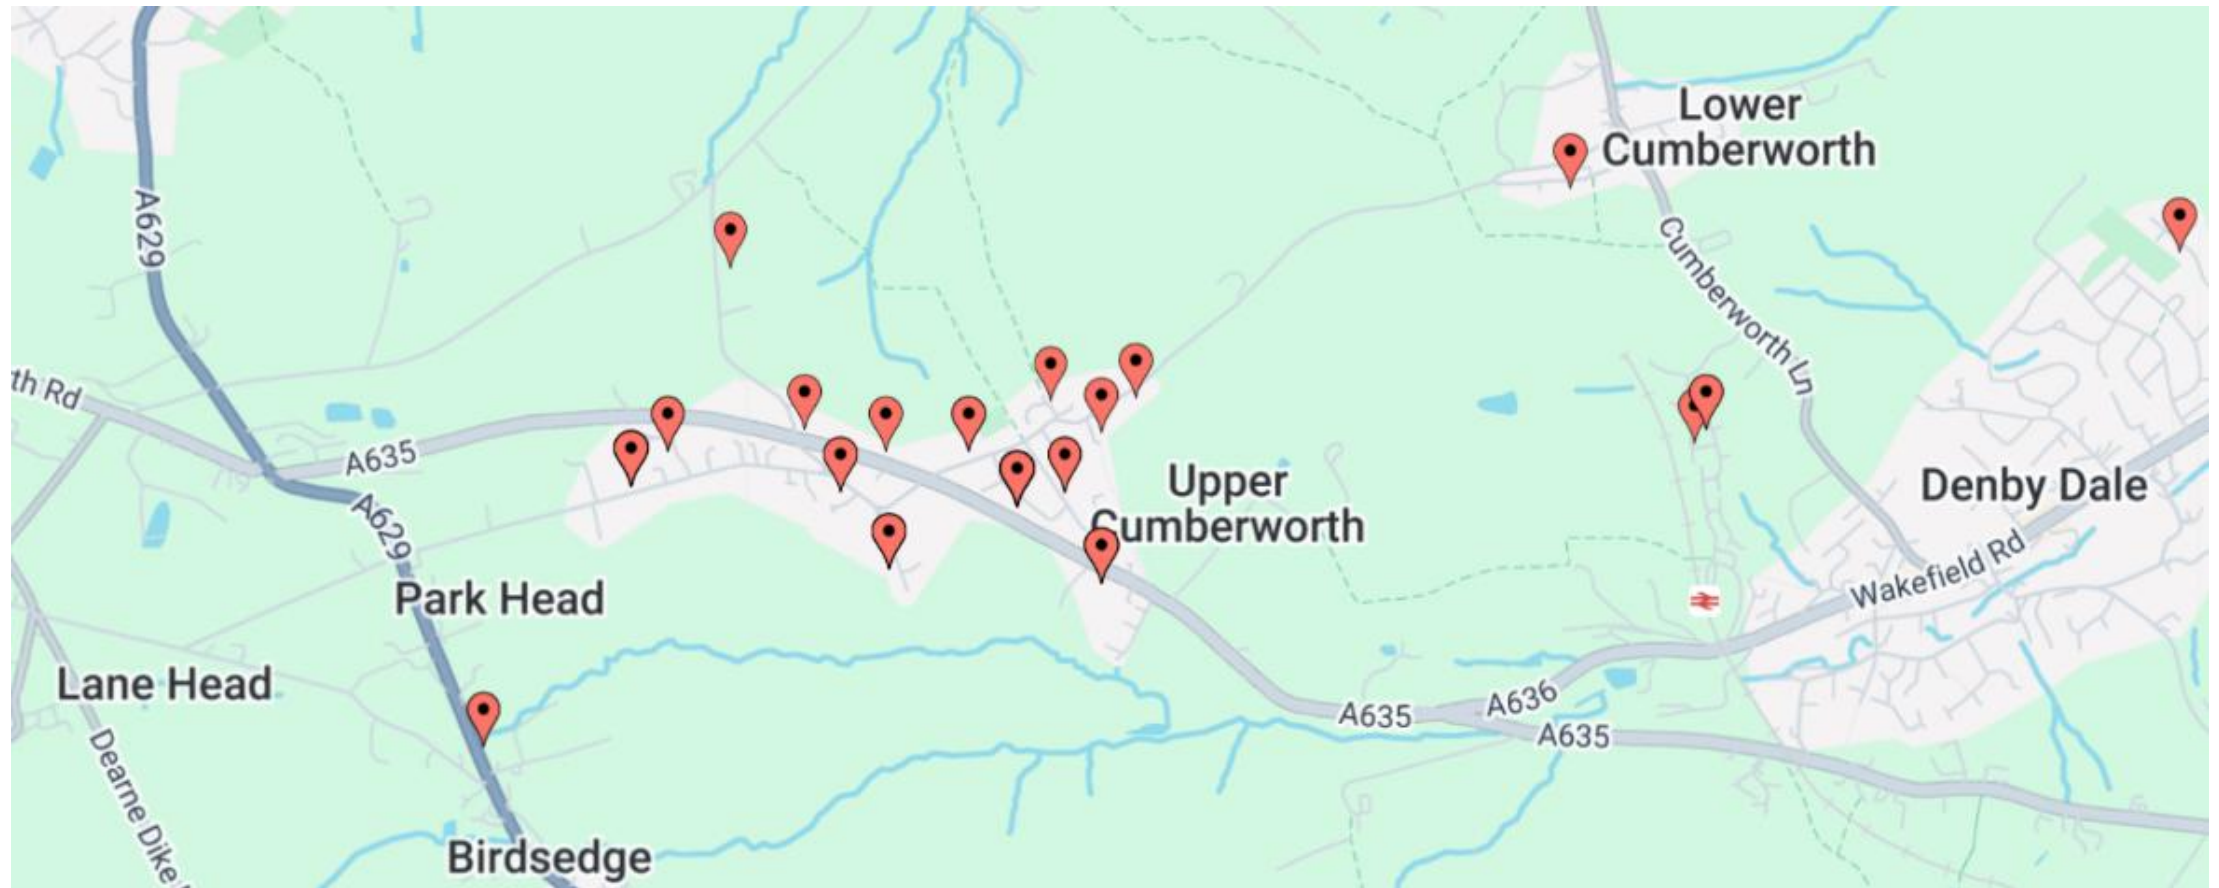 Lower
Cumberworth
A629
Cumberworth Ln
th Rd
A635
Upper
Cumberworth
Denby Dale
A629
Park Head
Wakefield Rd
Lane Head
A636
A635
A635
Dearne Dike
Birdsedge